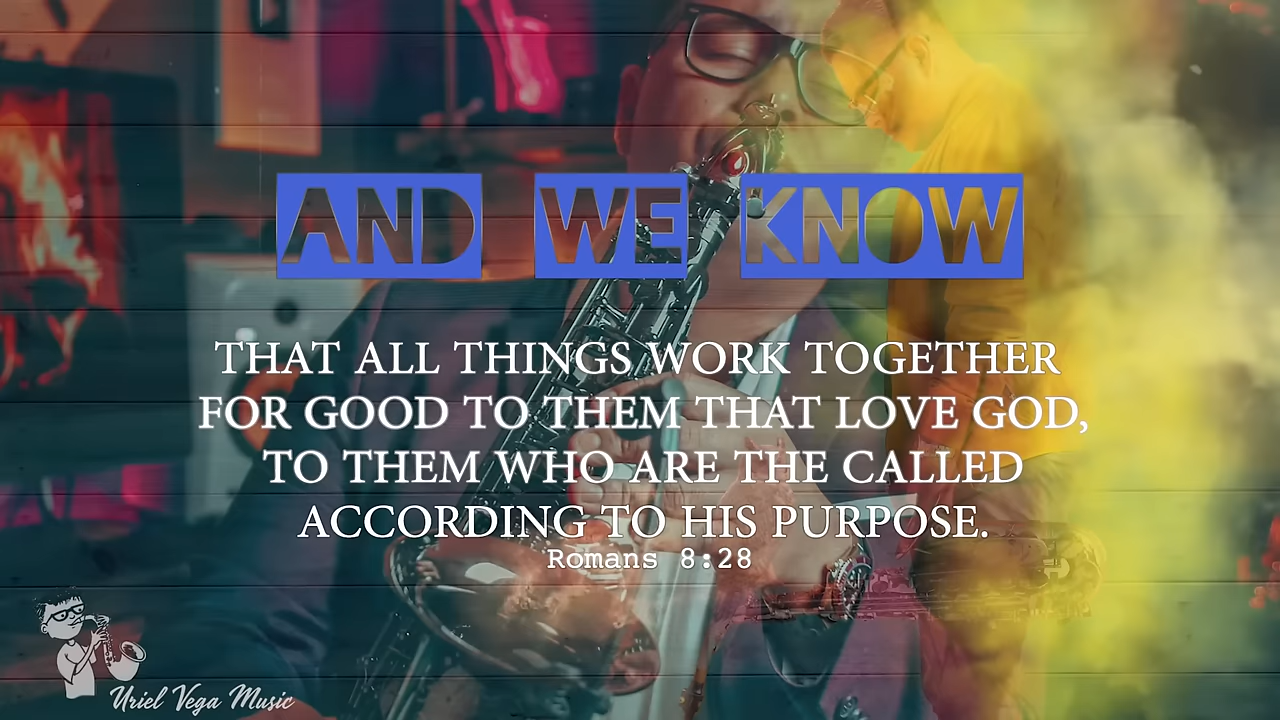 AND WE KNOW
THAT ALL THINGS WORK TOGETHER
FOR GOOD TO THEM THAT LOVE GOD,
TO THEM WHO ARE THE CALLED
ACCORDING TO HIS PURPOSE.
Romans 8:28
Uriel Vega Music